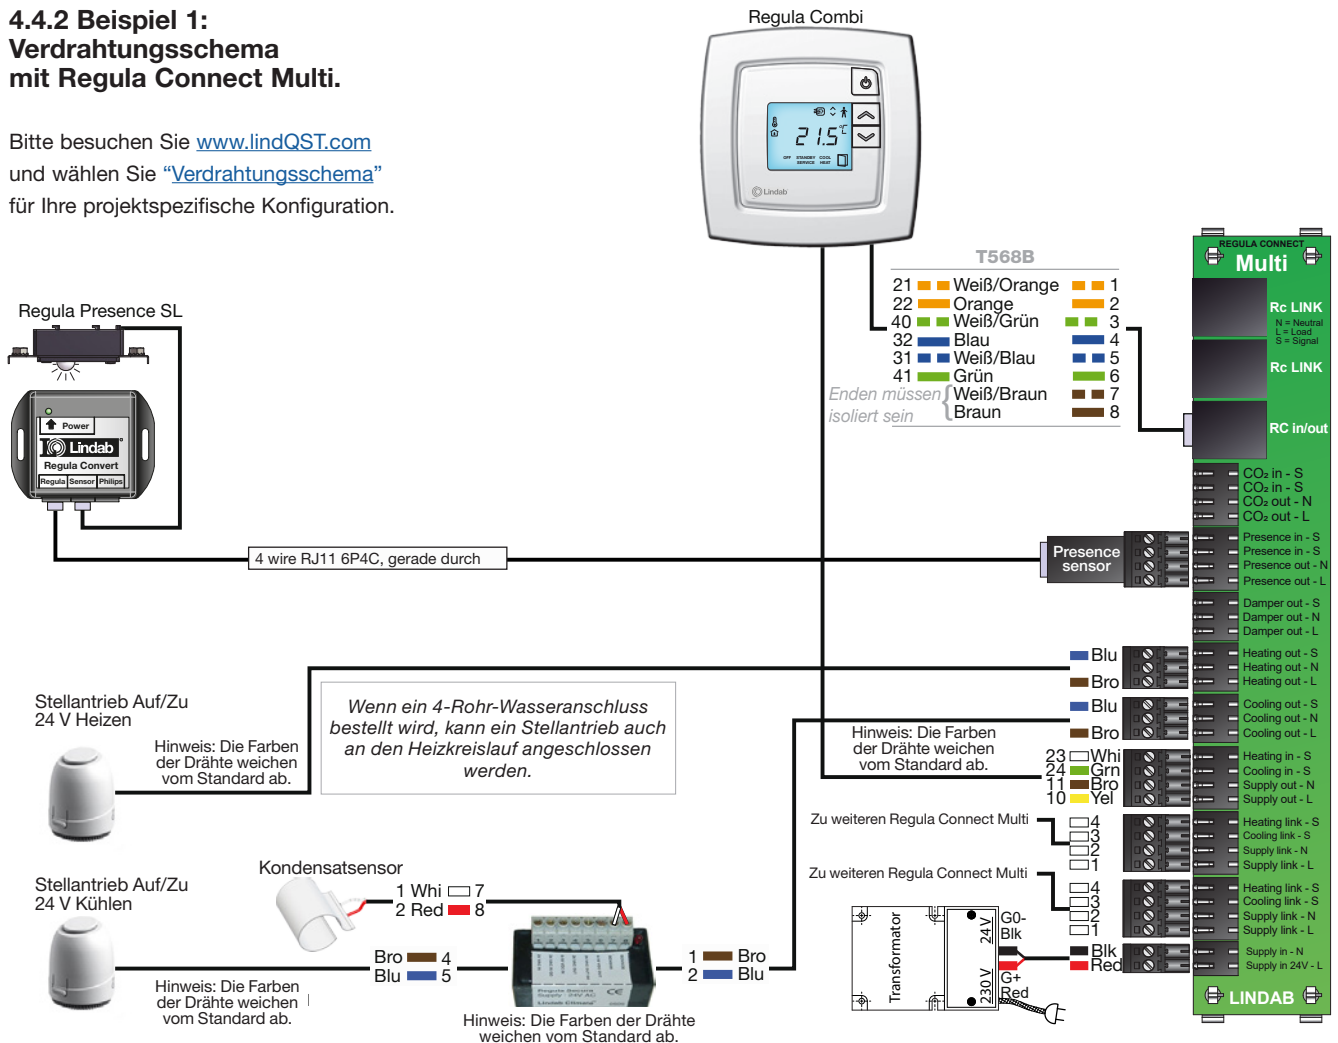 4.4.2 Beispiel 1:
Verdrahtungsschema
mit Regula Connect Multi.
Bitte besuchen Sie www.lindQST.com
und wählen Sie “Verdrahtungsschema”
für Ihre projektspezifische Konfiguration.
Regula Combi
21.5°C
OFF STANDBY COOL
SERVICE HEAT
Lindab
T568B
21 Weiß/Orange 1
22 Orange 2
40 Weiß/Grün 3
32 Blau 4
31 Weiß/Blau 5
41 Grün 6
Enden müssen Weiß/Braun 7
isoliert sein Braun 8
Regula Presence SL
Power
Lindab
Regula Convert
Regula Sensor Philips
4 wire RJ11 6P4C, gerade durch
Presence
sensor
REGULA CONNECT
Multi
Rc LINK
N = Neutral
L = Load
S = Signal
Rc LINK
RC in/out
CO₂ in - S
CO₂ in - S
CO₂ out - N
CO₂ out - L
Presence in - S
Presence in - S
Presence out - N
Presence out - L
Damper out - S
Damper out - N
Damper out - L
Heating out - S
Heating out - N
Heating out - L
Cooling out - S
Cooling out - N
Cooling out - L
Heating in - S
Cooling in - S
Supply out - N
Supply out - L
Heating link - S
Cooling link - S
Supply link - N
Supply link - L
Heating link - S
Cooling link - S
Supply link - N
Supply link - L
Supply in - N
Supply in 24V - L
LINDAB
Blu
Bro
Blu
Bro
Hinweis: Die Farben
der Drähte weichen
vom Standard ab.
23 Whi
24 Grn
11 Bro
10 Yel
Zu weiteren Regula Connect Multi
4
3
2
1
Zu weiteren Regula Connect Multi
4
3
2
1
Transformator
24 V
230 V
G0-
Blk
G+
Red
Blk
Red
Stellantrieb Auf/Zu
24 V Heizen
Hinweis: Die Farben
der Drähte weichen
vom Standard ab.
Wenn ein 4-Rohr-Wasseranschluss
bestellt wird, kann ein Stellantrieb auch
an den Heizkreislauf angeschlossen
werden.
Kondensatsensor
1 Whi 7
2 Red 8
Stellantrieb Auf/Zu
24 V Kühlen
Bro 4
Blu 5
Hinweis: Die Farben
der Drähte weichen
vom Standard ab.
Regula Secura
Supply - 24V AC
Lindab Climate
CE
1 Bro
2 Blu
Hinweis: Die Farben der Drähte
weichen vom Standard ab.